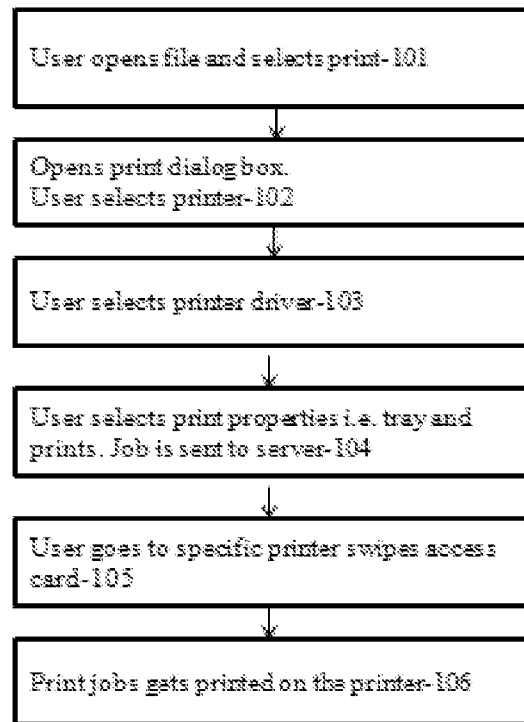 User opens file and selects print-101
Opens print dialog box.
User selects printer-102
User selects printer driver-103
User selects print properties i.e. tray and
prints. Job is sent to server-104
User goes to specific printer swipes access
card-105
Print jobs gets printed on the printer-106